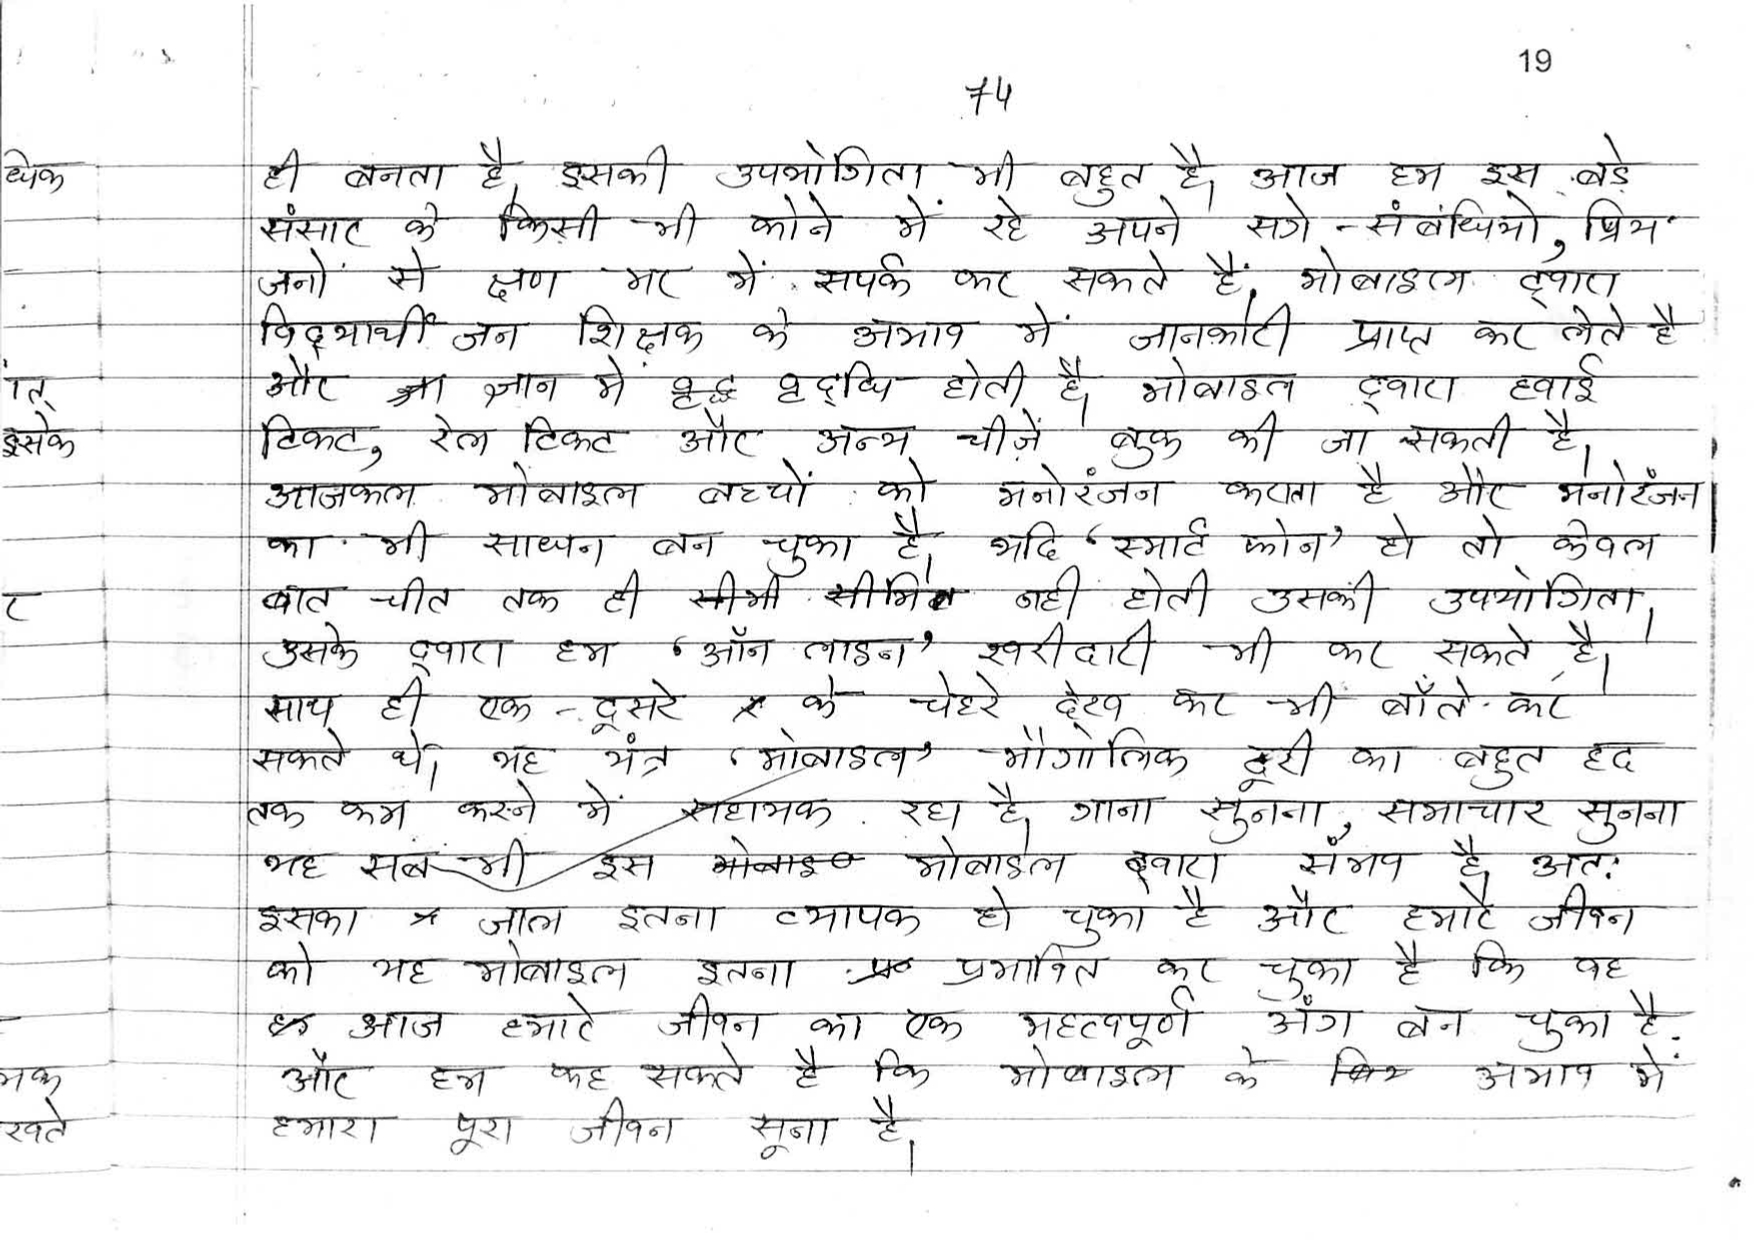 19
74
ही बनता है। इसकी उपयोगिता भी बहुत है। आज हम इस बड़े
संसार के किसी भी कोने में रहे अपने सगे-संबंधियो, प्रिय
जनों से क्षण भर में सपर्क कर सकते हैं। मोबाइल द्वारा
विद्यार्थी जन शिक्षक के अभाव में जानकारी प्राप्त कर लेते है
और ज्ञान में वृद्धि होती है। मोबाइल द्वारा हवाई
टिकट, रेल टिकट और अन्य चीज़ें बुक की जा सकती है।
आजकल मोबाइल बच्चों को मनोरंजन कराता है और मनोरंजन
का भी साधन बन चुका है। यदि ‘स्मार्ट फोन’ हो तो केवल
बात चीत तक ही सीमित नही होती उसकी उपयोगिता।
उसके द्वारा हम ‘ऑन लाइन’ खरीदारी भी कर सकते है।
साथ ही एक-दूसरे के चेहरे देख कर भी बाँते कर
सकते थे। यह यंत्र ‘मोबाइल’ भौगोलिक दूरी का बहुत हद
तक कम करने में सहायक रहा है। गाना सुनना, समाचार सुनना
यह सब भी इस मोबाइल द्वारा संभव है। अत:
इसका जाल इतना व्यापक हो चुका है और हमारे जीवन
को यह मोबाइल इतना प्रभावित कर चुका है कि वह
आज हमारे जीवन का एक महत्वपूर्ण अंग बन चुका है
और हम कह सकते है कि मोबाइल के अभाव में
हमारा पूरा जीवन सूना है।
इसके